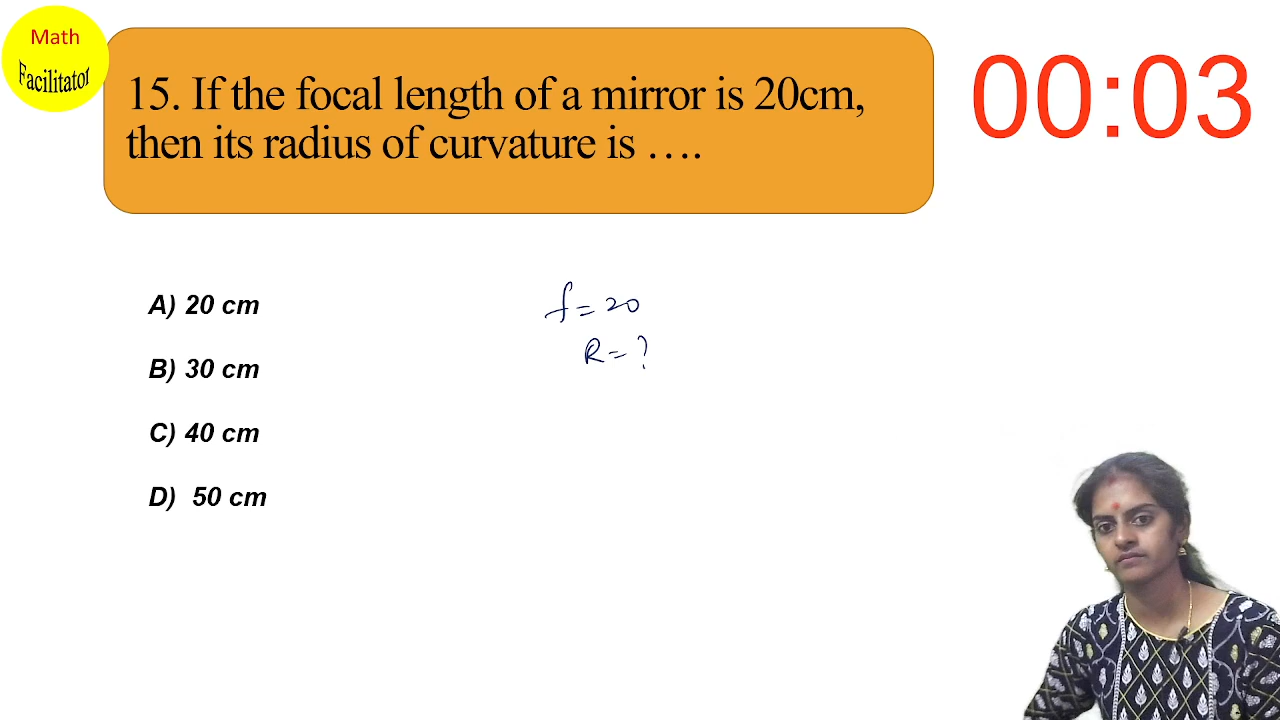 Math
Facilitator
15. If the focal length of a mirror is 20cm,
then its radius of curvature is ….
00:03
A) 20 cm
B) 30 cm
C) 40 cm
D) 50 cm
f = 20
R = ?